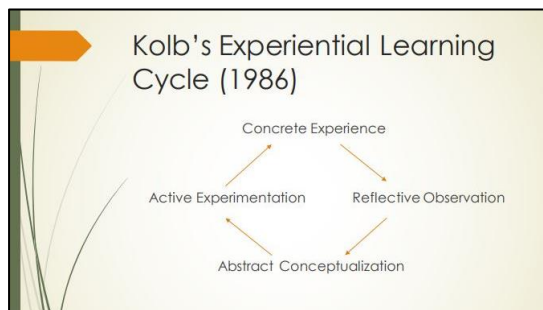 Kolb's Experiential Learning
Cycle (1986)
Concrete Experience
Active Experimentation
Reflective Observation
Abstract Conceptualization